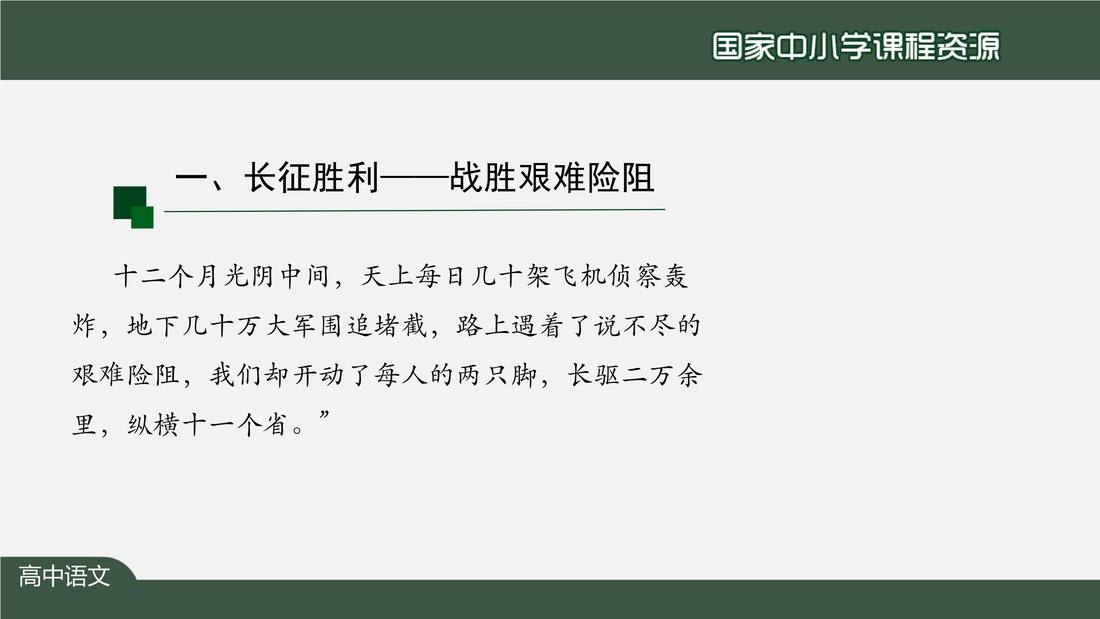 国家中小学课程资源
一、长征胜利——战胜艰难险阻
十二个月光阴中间，天上每日几十架飞机侦察轰
炸，地下几十万大军围追堵截，路上遇着了说不尽的
艰难险阻，我们却开动了每人的两只脚，长驱二万余
里，纵横十一个省。”
高中语文